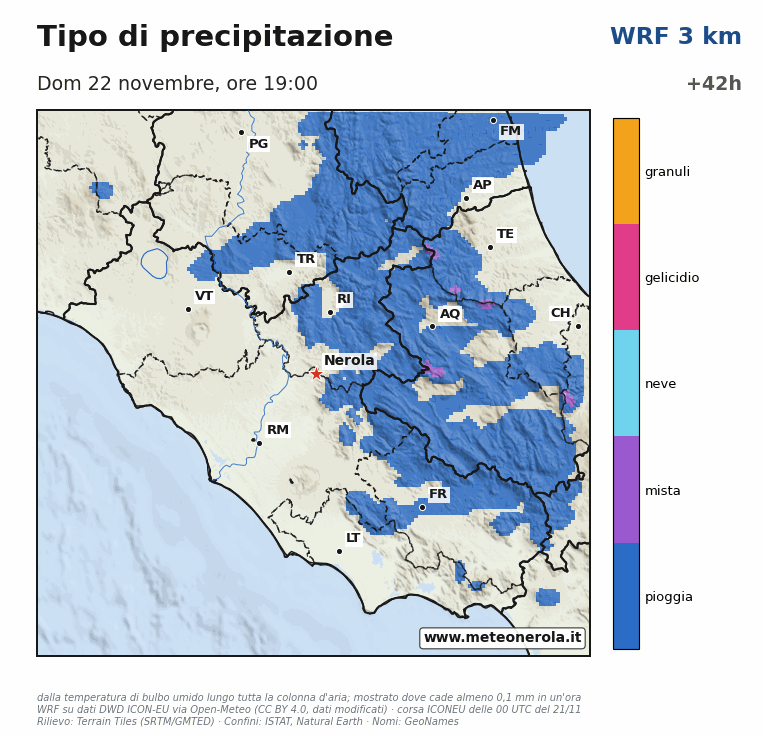 Tipo di precipitazione
WRF 3 km
Dom 22 novembre, ore 19:00
+42h
FM
PG
AP
TE
TR
VT
RI
AQ
CH
Nerola
RM
FR
LT
www.meteonerola.it
granuli
gelicidio
neve
mista
pioggia
dalla temperatura di bulbo umido lungo tutta la colonna d'aria; mostrato dove cade almeno 0,1 mm in un'ora
WRF su dati DWD ICON-EU via Open-Meteo (CC BY 4.0, dati modificati) · corsa ICONEU delle 00 UTC del 21/11
Rilievo: Terrain Tiles (SRTM/GMTED) · Confini: ISTAT, Natural Earth · Nomi: GeoNames